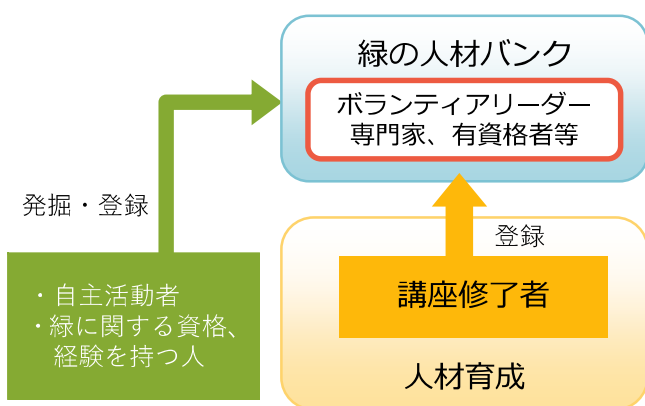 緑の人材バンク
ボランティアリーダー
専門家、有資格者等
発掘・登録
登録
・自主活動者
・緑に関する資格、
経験を持つ人
講座修了者
人材育成